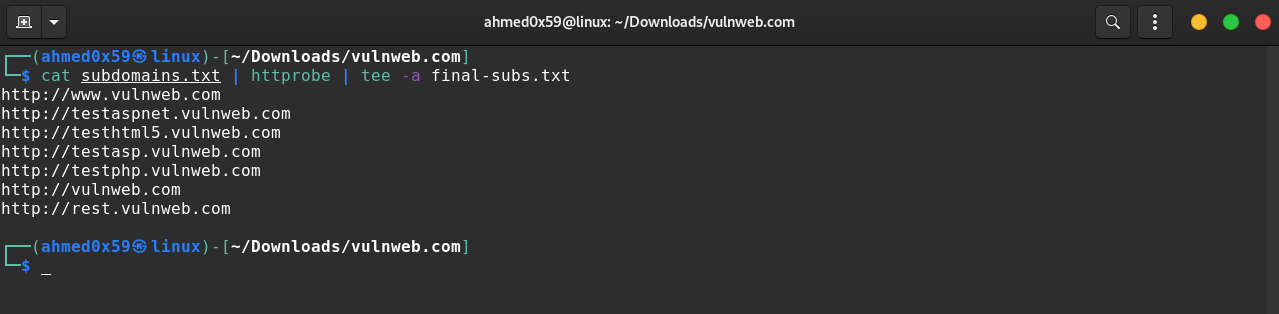 ahmed0x59@linux: ~/Downloads/vulnweb.com
┌──(ahmed0x59㉿linux)-[~/Downloads/vulnweb.com]
└─$ cat subdomains.txt | httprobe | tee -a final-subs.txt
http://www.vulnweb.com
http://testaspnet.vulnweb.com
http://testhtml5.vulnweb.com
http://testasp.vulnweb.com
http://testphp.vulnweb.com
http://vulnweb.com
http://rest.vulnweb.com
┌──(ahmed0x59㉿linux)-[~/Downloads/vulnweb.com]
└─$ _